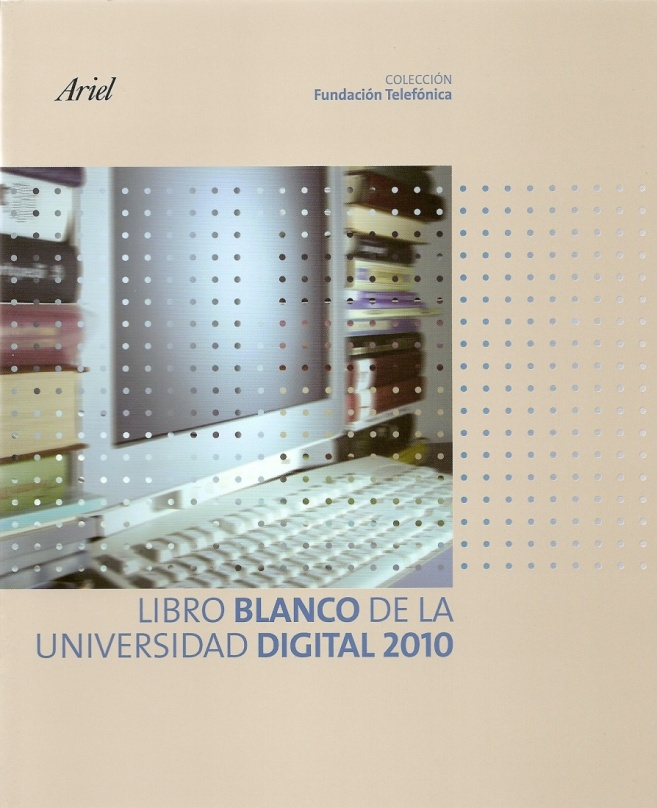 Ariel
COLECCIÓN
Fundación Telefónica
LIBRO BLANCO DE LA
UNIVERSIDAD DIGITAL 2010